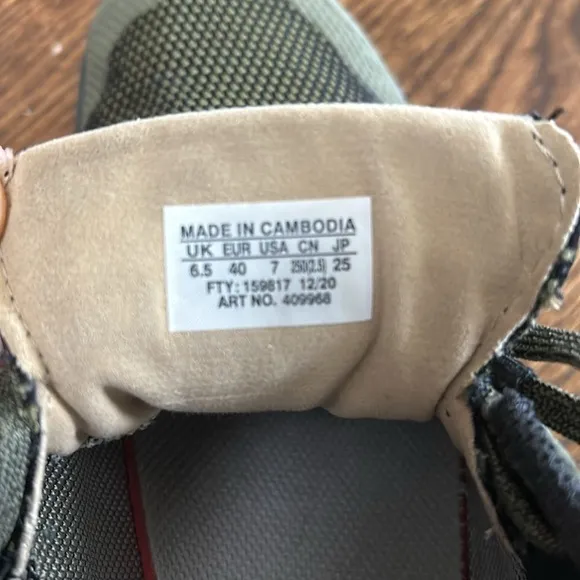 MADE IN CAMBODIA
UK EUR USA CN JP
6.5 40 7 250(2.5) 25
FTY: 159817 12/20
ART NO. 409968